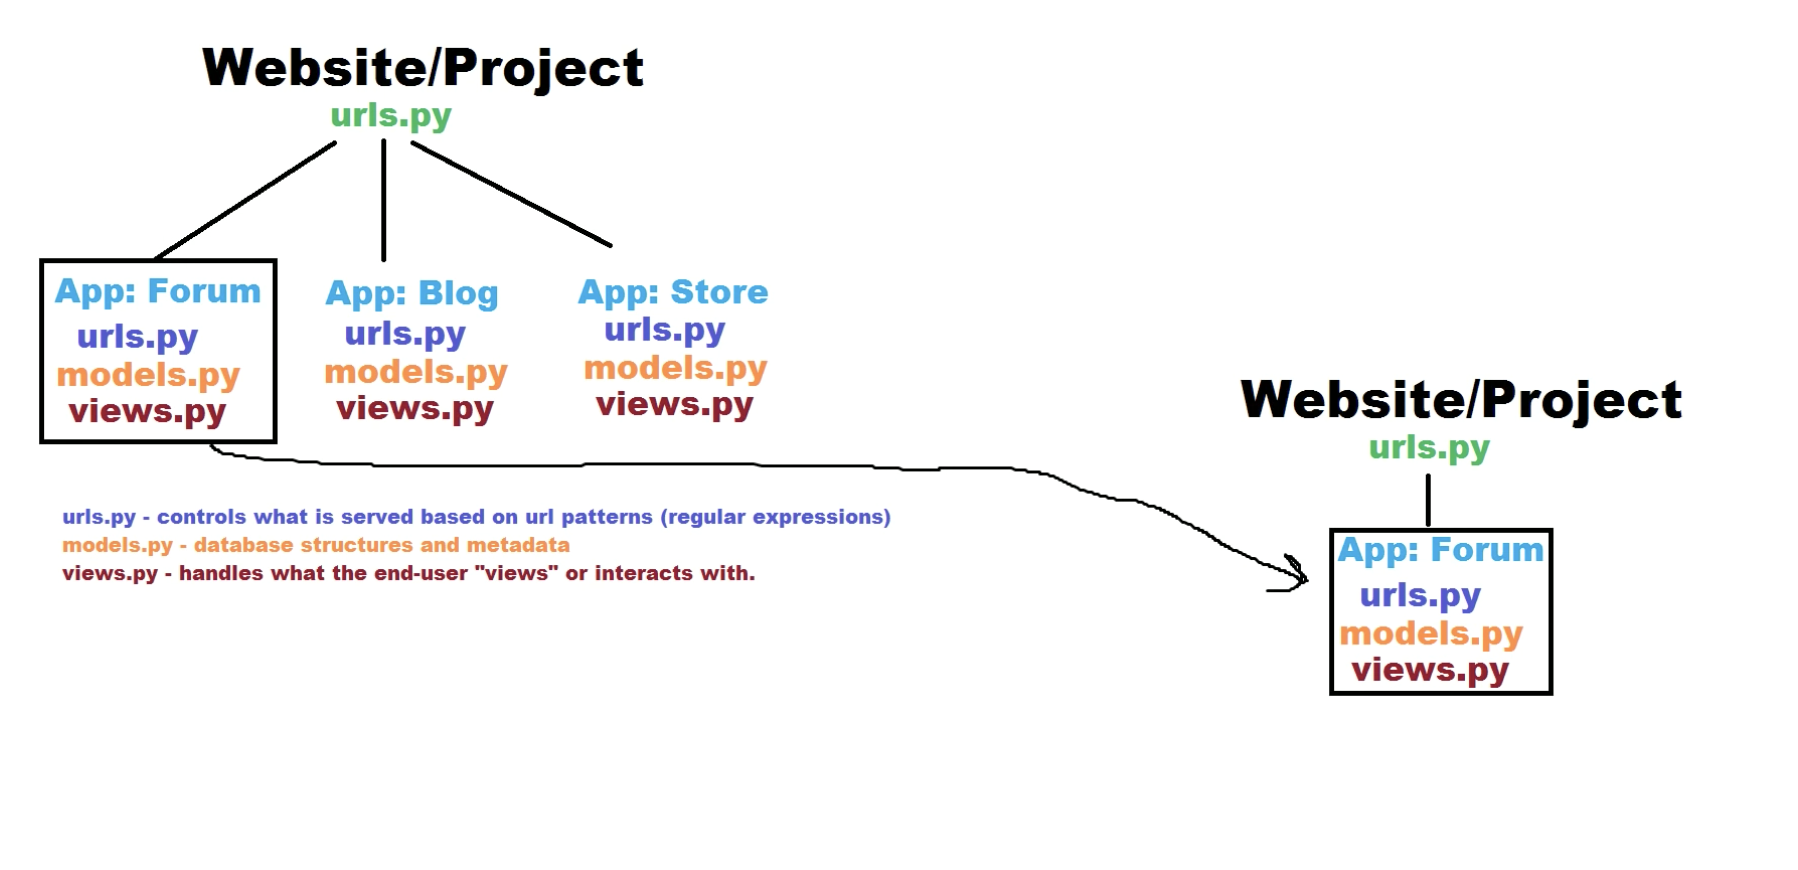 Website/Project
urls.py
App: Forum
urls.py
models.py
views.py
App: Blog
urls.py
models.py
views.py
App: Store
urls.py
models.py
views.py
urls.py - controls what is served based on url patterns (regular expressions)
models.py - database structures and metadata
views.py - handles what the end-user "views" or interacts with.
Website/Project
urls.py
App: Forum
urls.py
models.py
views.py